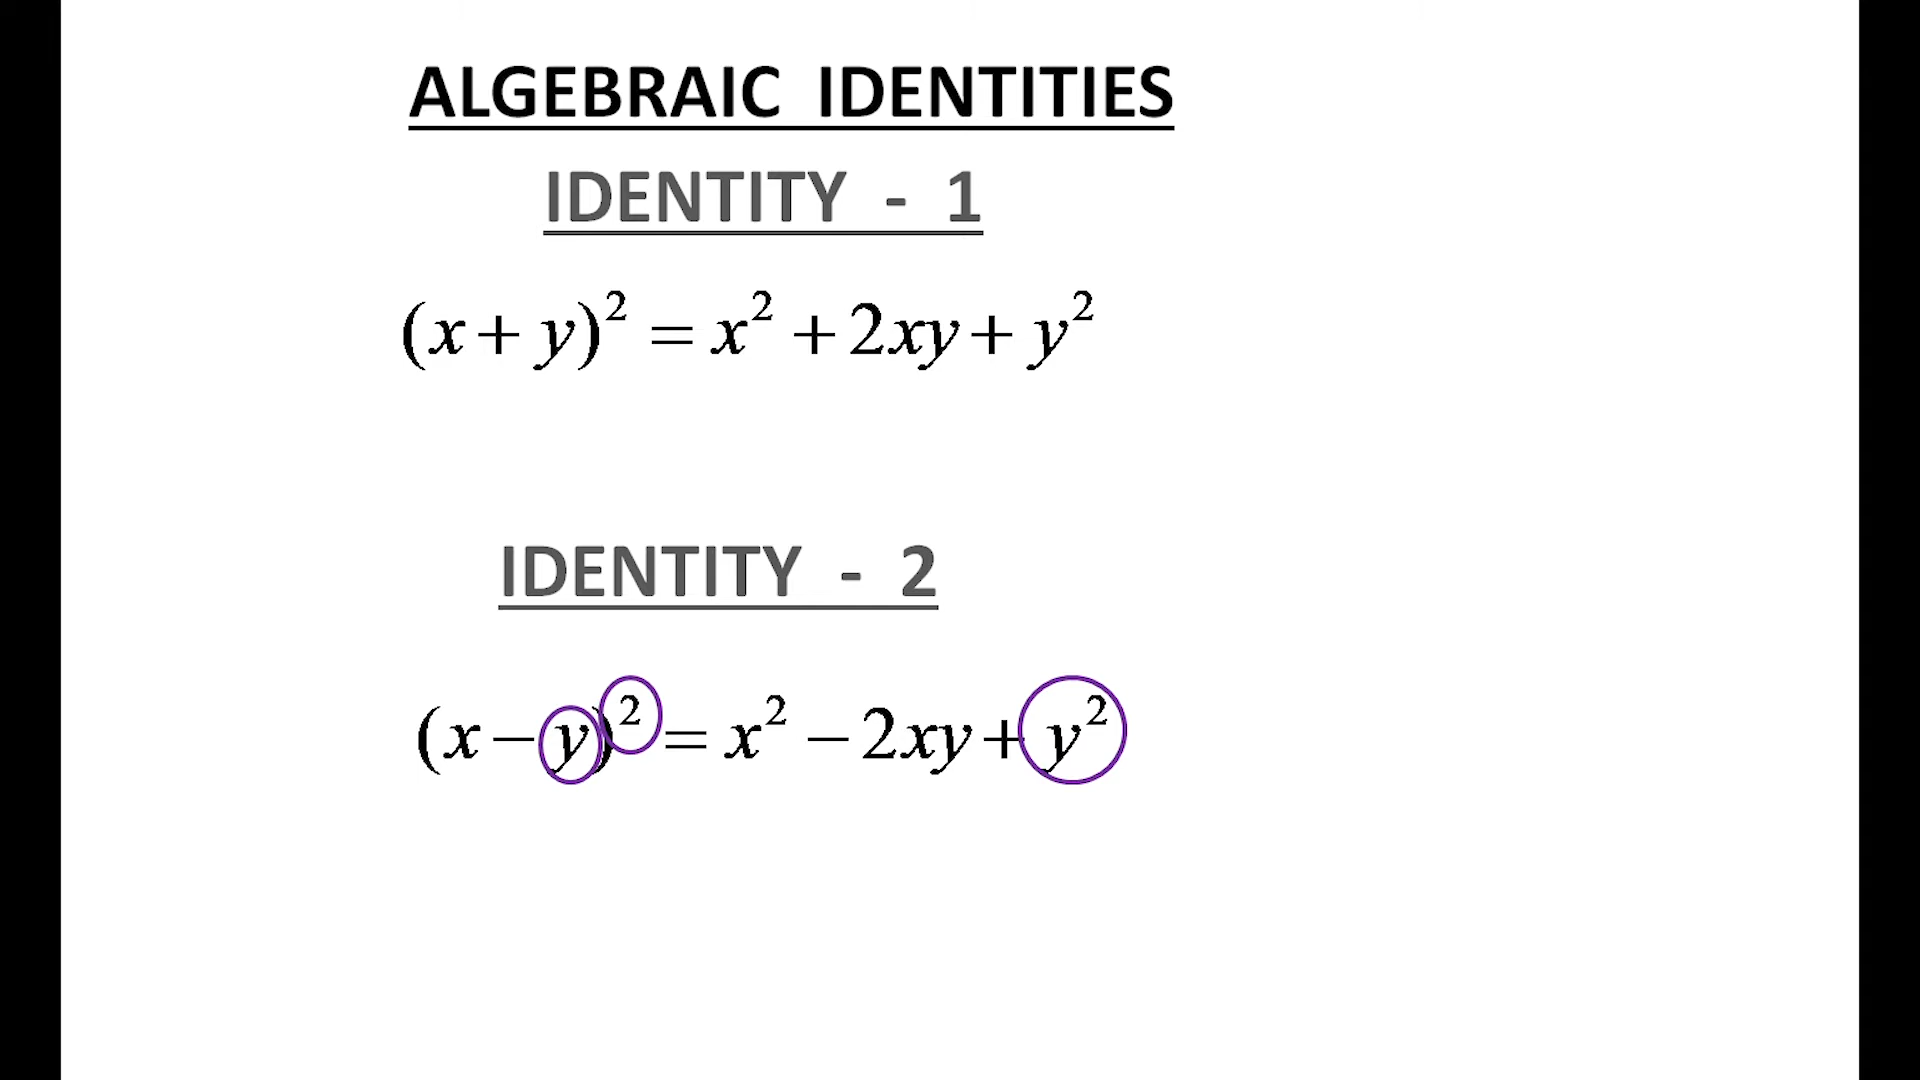 ALGEBRAIC IDENTITIES
IDENTITY - 1
(x + y)² = x² + 2xy + y²
IDENTITY - 2
(x − y)² = x² − 2xy + y²